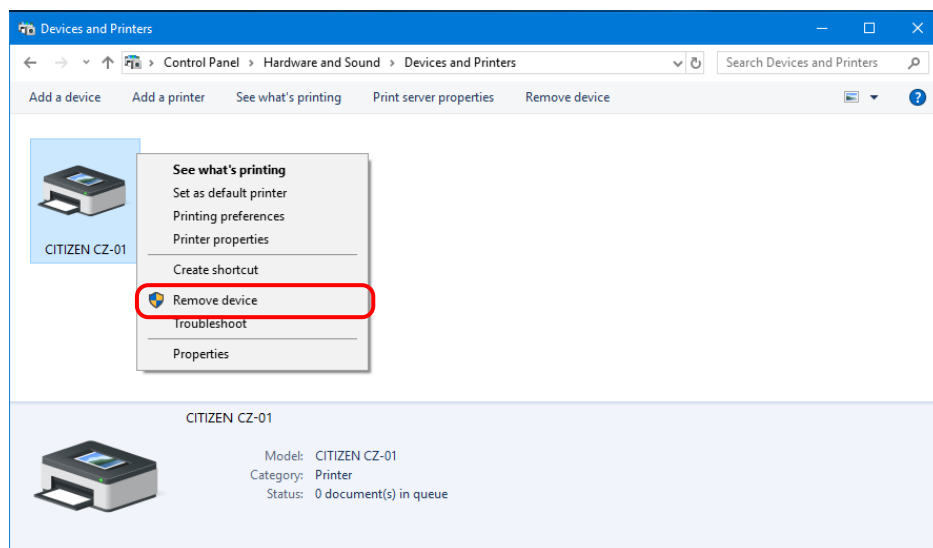 Devices and Printers
Control Panel > Hardware and Sound > Devices and Printers
Search Devices and Printers
Add a device Add a printer See what's printing Print server properties Remove device ?
See what's printing
Set as default printer
Printing preferences
Printer properties
CITIZEN CZ-01
Create shortcut
Remove device
Troubleshoot
Properties
CITIZEN CZ-01
Model: CITIZEN CZ-01
Category: Printer
Status: 0 document(s) in queue